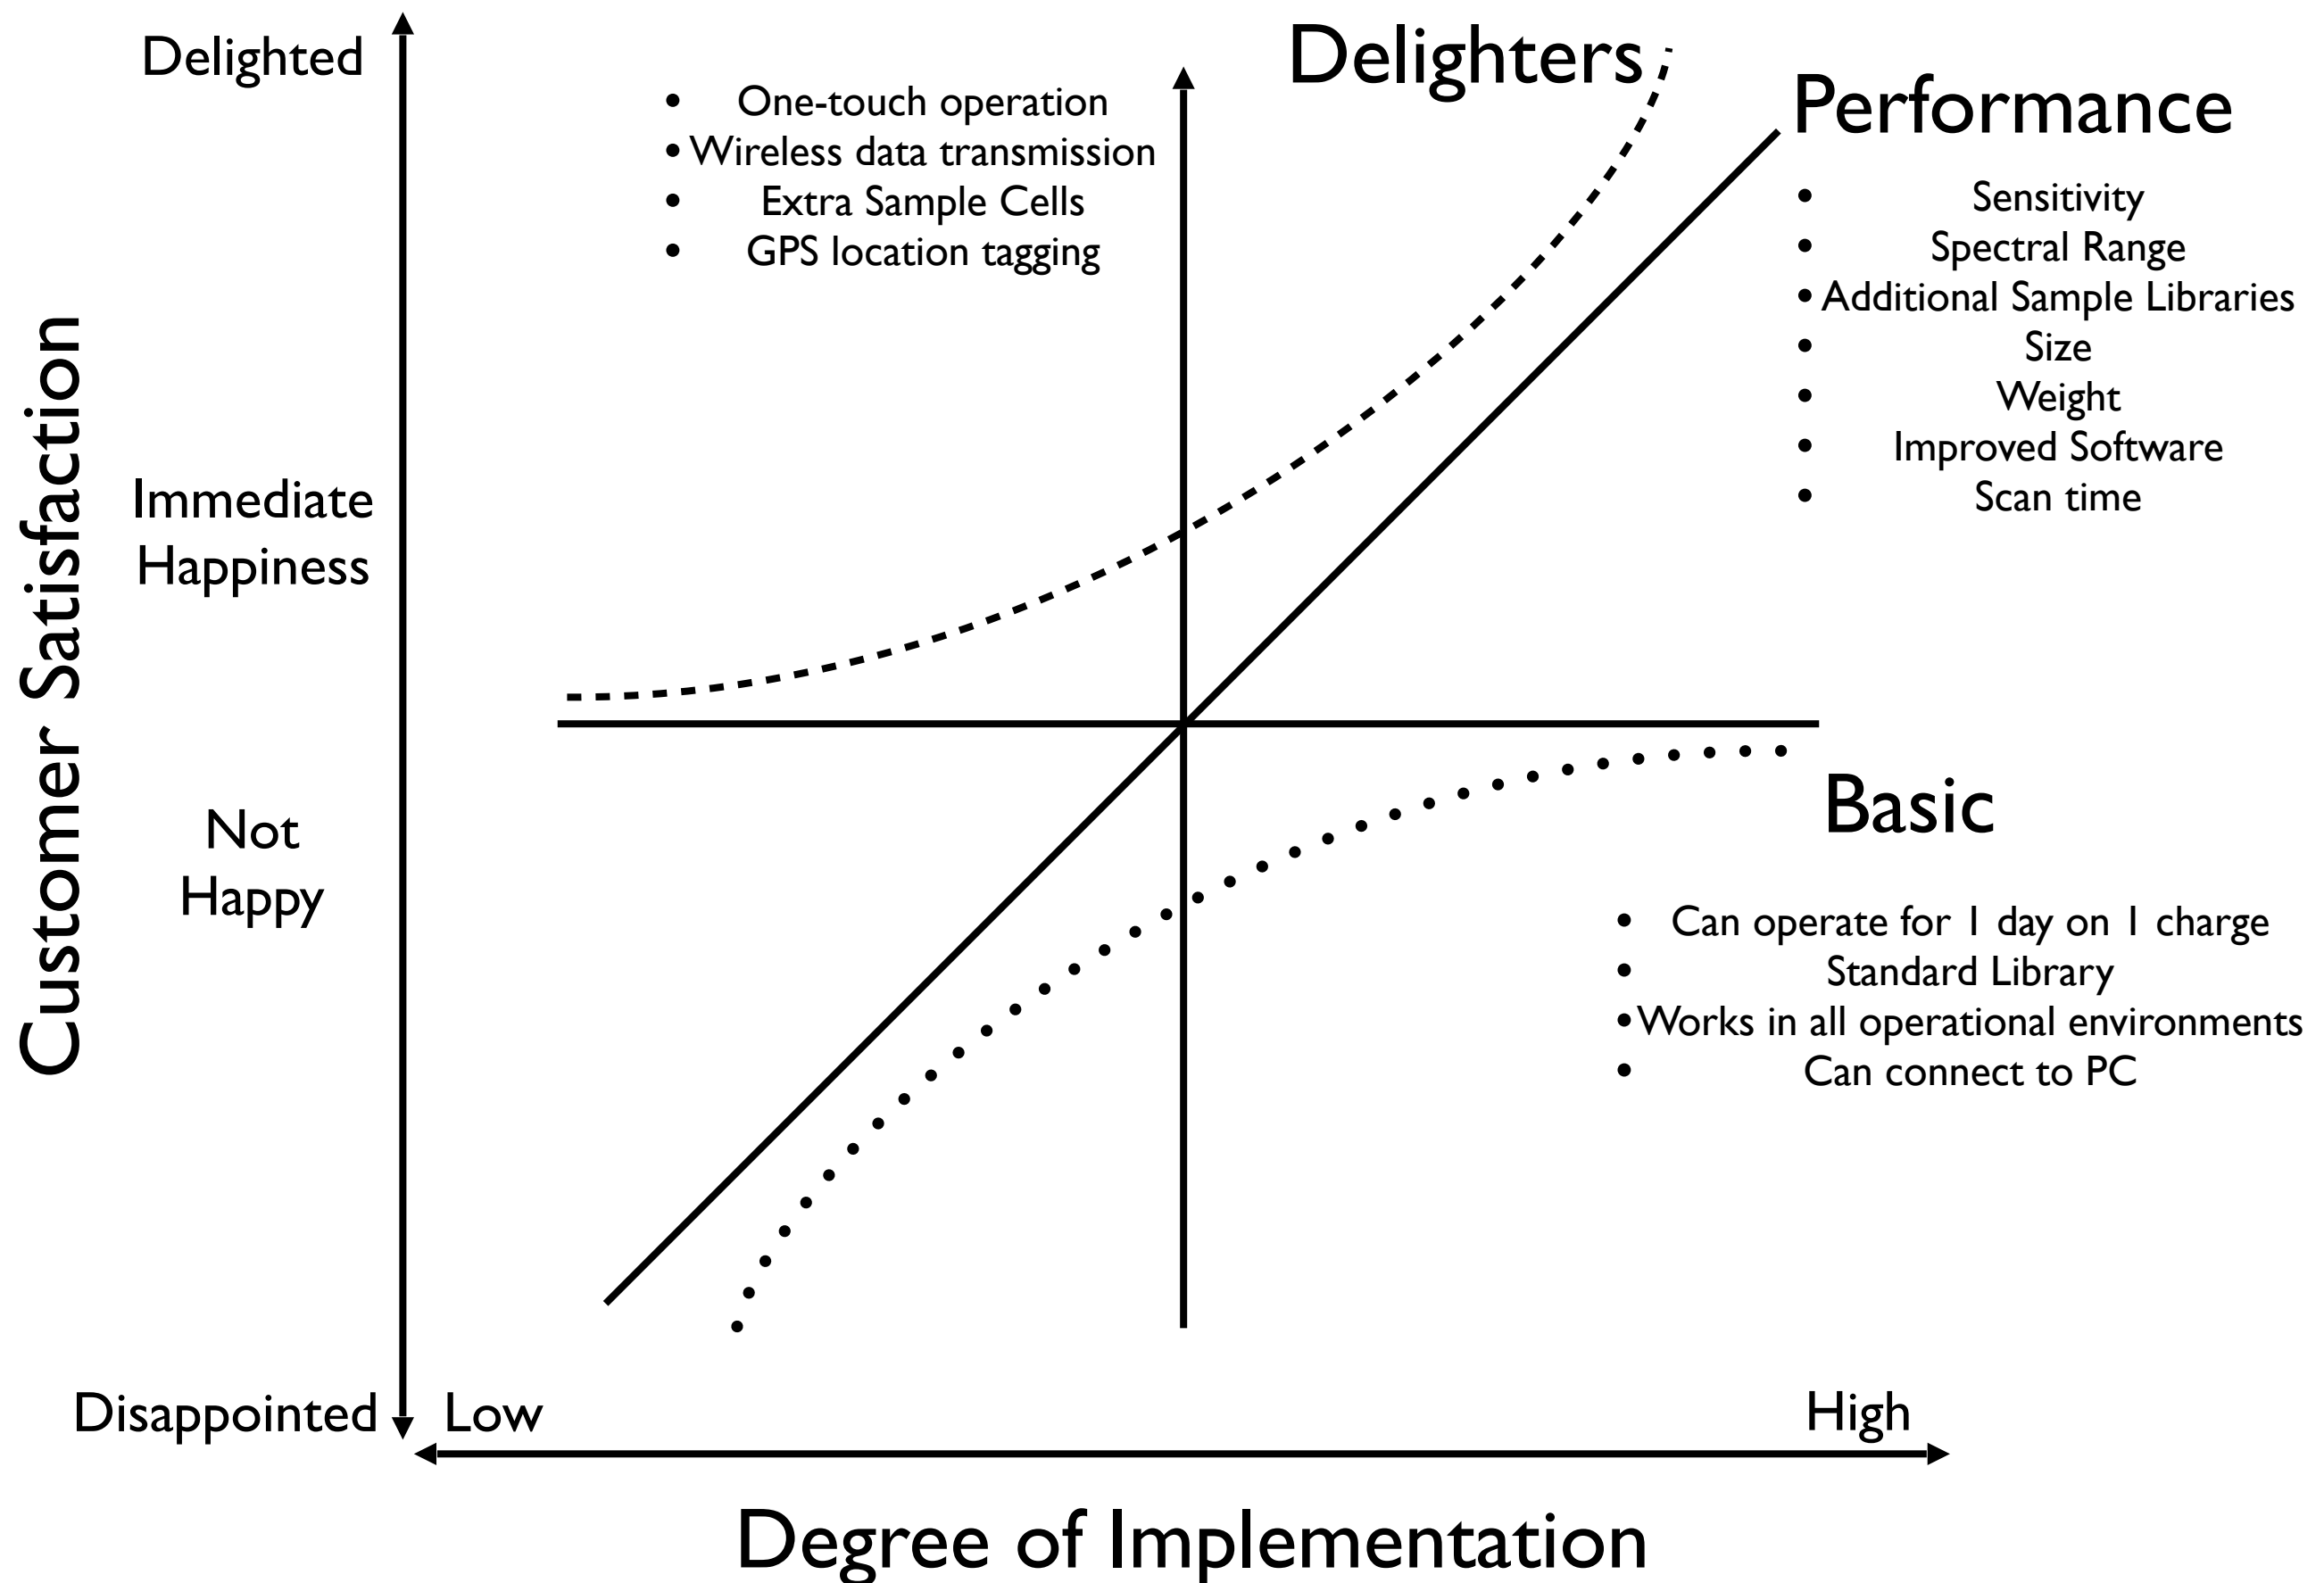 Delighted
Delighters
Performance
• One-touch operation
• Wireless data transmission
• Extra Sample Cells
• GPS location tagging
• Sensitivity
• Spectral Range
• Additional Sample Libraries
• Size
• Weight
• Improved Software
• Scan time
Customer Satisfaction
Immediate
Happiness
Not
Happy
Basic
• Can operate for 1 day on 1 charge
• Standard Library
• Works in all operational environments
• Can connect to PC
Disappointed
Low
High
Degree of Implementation